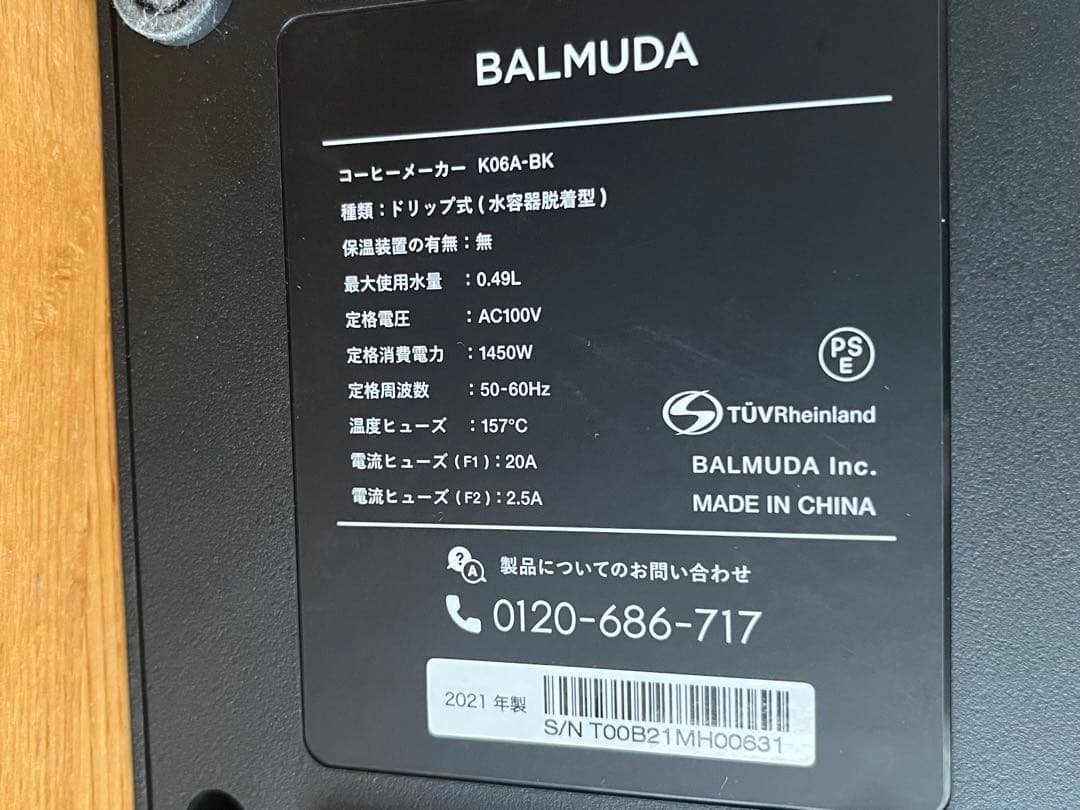 BALMUDA
コーヒーメーカー K06A-BK
種類：ドリップ式 ( 水容器脱着型 )
保温装置の有無：無
最大使用水量 ：0.49L
定格電圧 ：AC100V
定格消費電力 ：1450W
定格周波数 ：50-60Hz
温度ヒューズ ：157℃
電流ヒューズ ( F1 )：20A
電流ヒューズ ( F2 )：2.5A
PS
E
TÜVRheinland
BALMUDA Inc.
MADE IN CHINA
? A 製品についてのお問い合わせ
0120-686-717
2021 年製
S/N T00B21MH00631